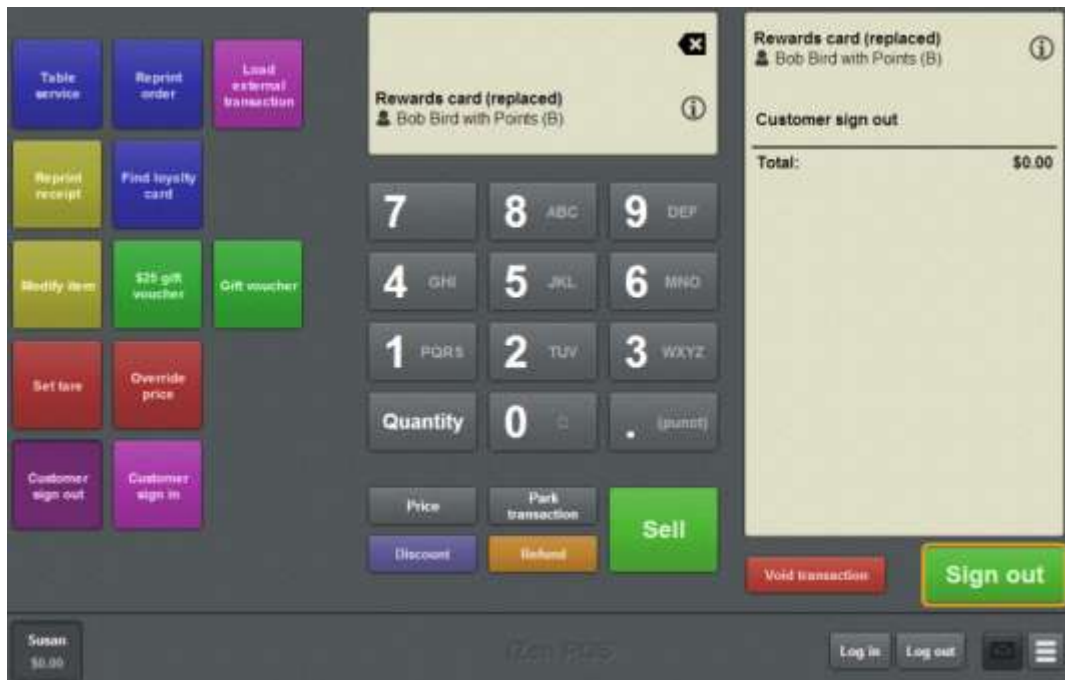 Table
service
Reprint
order
Load
external
transaction
Reprint
receipt
Find loyalty
card
Modify item
$25 gift
voucher
Gift voucher
Set tare
Override
price
Customer
sign out
Customer
sign in
Rewards card (replaced)
Bob Bird with Points (B)
7
8 ABC
9 DEF
4 GHI
5 JKL
6 MNO
1 PQRS
2 TUV
3 WXYZ
Quantity
0
. (punct)
Price
Park
transaction
Discount
Refund
Sell
Rewards card (replaced)
Bob Bird with Points (B)
Customer sign out
Total: $0.00
Void transaction
Sign out
Susan
$0.00
Log in
Log out